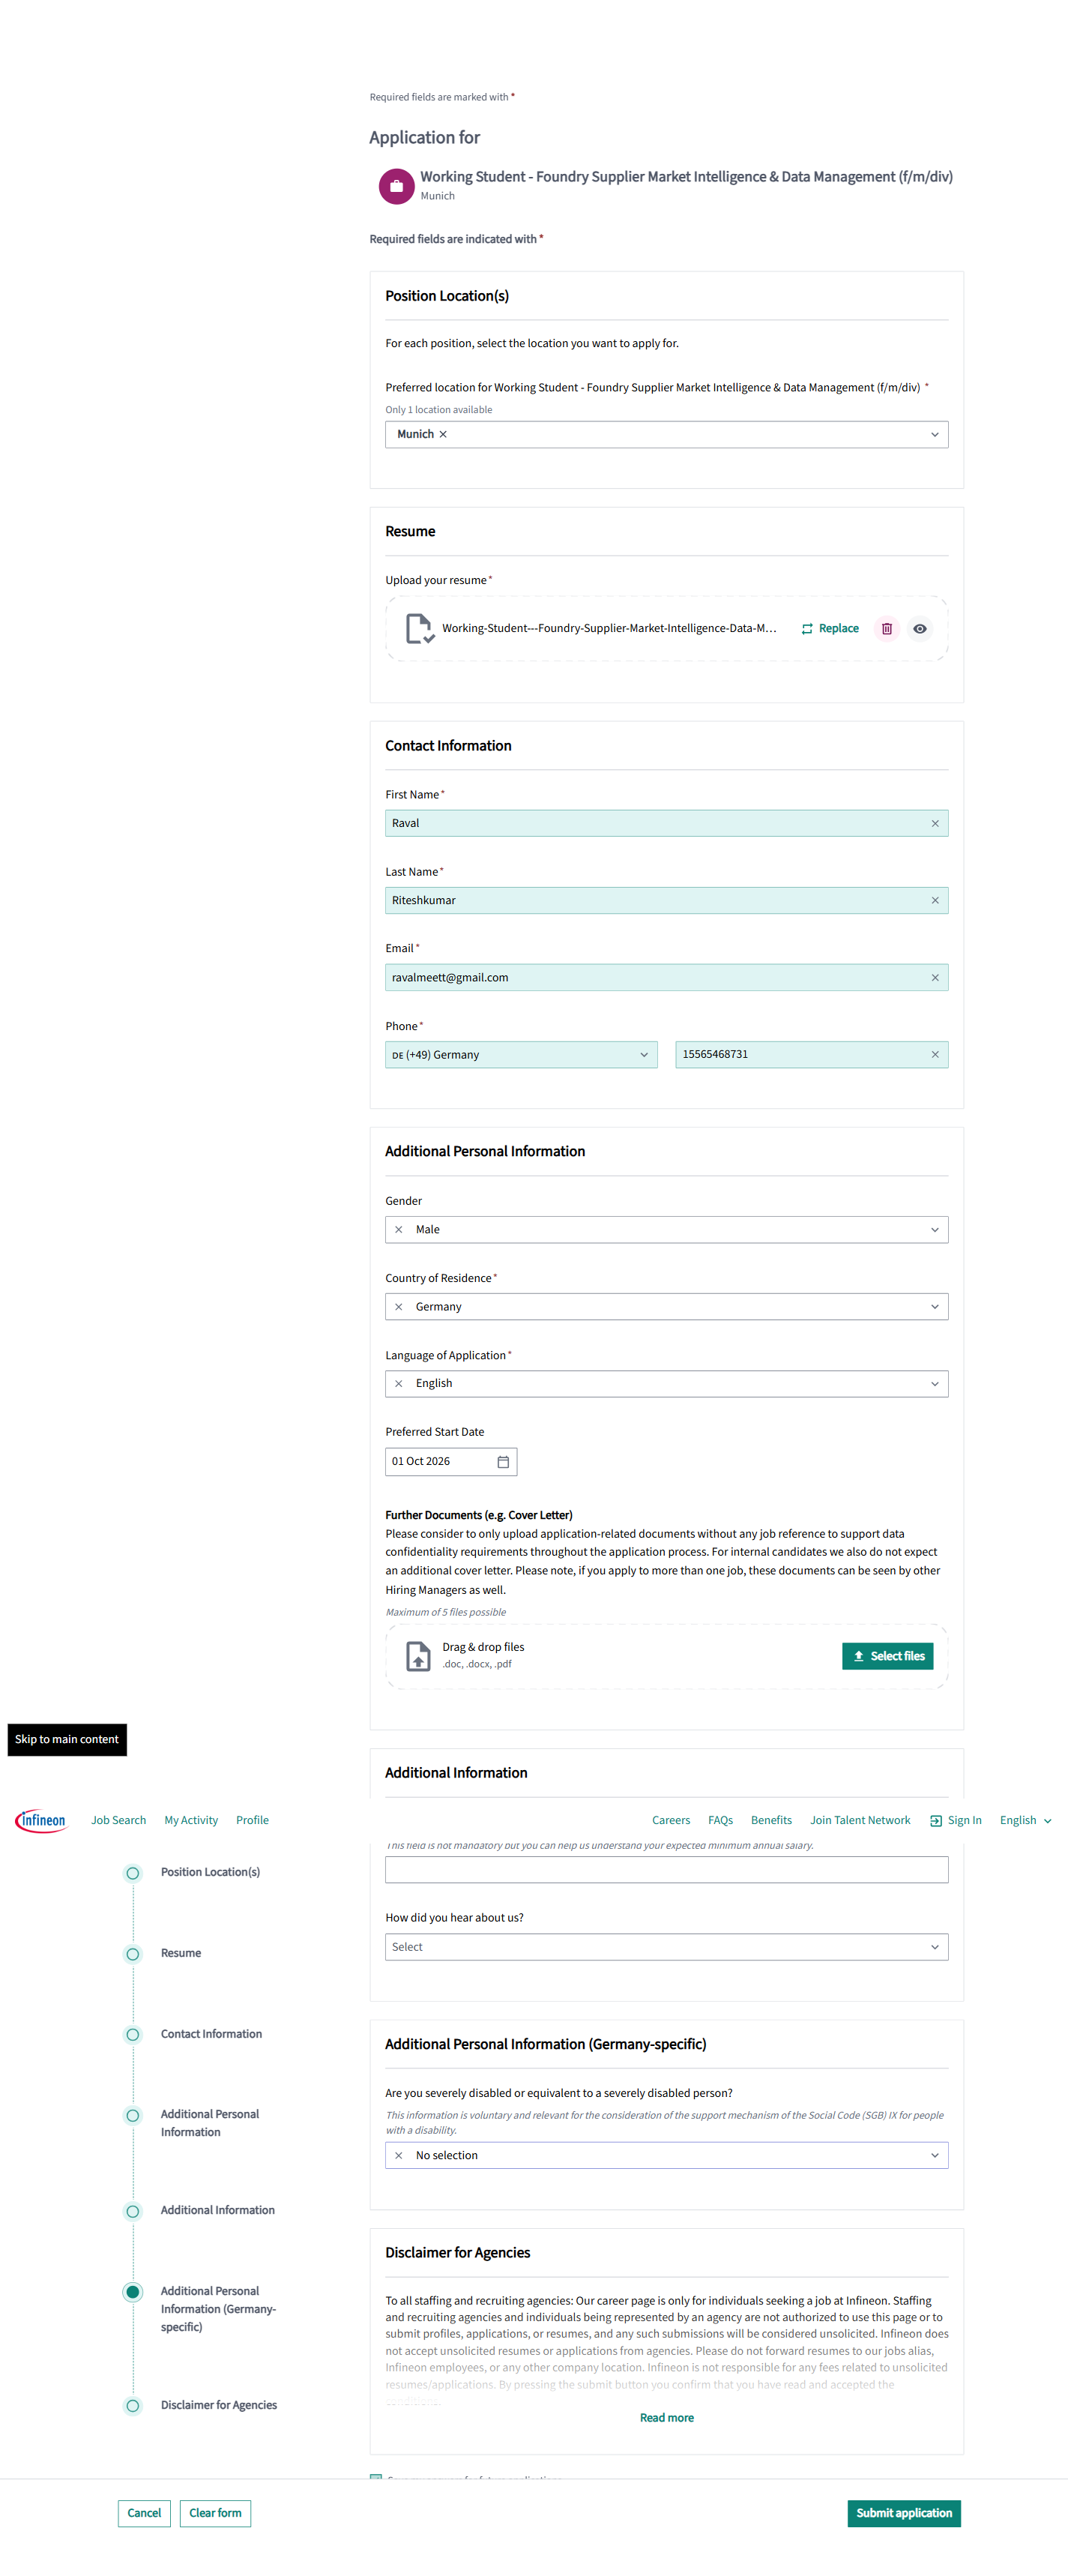 Required fields are marked with *
Application for
Working Student - Foundry Supplier Market Intelligence & Data Management (f/m/div)
Munich
Required fields are indicated with *
Position Location(s)
For each position, select the location you want to apply for.
Preferred location for Working Student - Foundry Supplier Market Intelligence & Data Management (f/m/div) *
Only 1 location available
Munich
Resume
Upload your resume *
Working-Student---Foundry-Supplier-Market-Intelligence-Data-M...
Replace
Contact Information
First Name *
Raval
Last Name *
Riteshkumar
Email *
ravalmeett@gmail.com
Phone *
DE (+49) Germany
15565468731
Additional Personal Information
Gender
Male
Country of Residence *
Germany
Language of Application *
English
Preferred Start Date
01 Oct 2026
Further Documents (e.g. Cover Letter)
Please consider to only upload application-related documents without any job reference to support data
confidentiality requirements throughout the application process. For internal candidates we also do not expect
an additional cover letter. Please note, if you apply to more than one job, these documents can be seen by other
Hiring Managers as well.
Maximum of 5 files possible
Drag & drop files
.doc, .docx, .pdf
Select files
Skip to main content
Additional Information
infineon
Job Search
My Activity
Profile
Careers
FAQs
Benefits
Join Talent Network
Sign In
English
This field is not mandatory but you can help us understand your expected minimum annual salary.
How did you hear about us?
Select
Additional Personal Information (Germany-specific)
Are you severely disabled or equivalent to a severely disabled person?
This information is voluntary and relevant for the consideration of the support mechanism of the Social Code (SGB) IX for people
with a disability.
No selection
Disclaimer for Agencies
To all staffing and recruiting agencies: Our career page is only for individuals seeking a job at Infineon. Staffing
and recruiting agencies and individuals being represented by an agency are not authorized to use this page or to
submit profiles, applications, or resumes, and any such submissions will be considered unsolicited. Infineon does
not accept unsolicited resumes or applications from agencies. Please do not forward resumes to our jobs alias,
Infineon employees, or any other company location. Infineon is not responsible for any fees related to unsolicited
resumes/applications. By pressing the submit button you confirm that you have read and accepted the
conditions.
Read more
Position Location(s)
Resume
Contact Information
Additional Personal
Information
Additional Information
Additional Personal
Information (Germany-
specific)
Disclaimer for Agencies
Cancel
Clear form
Submit application